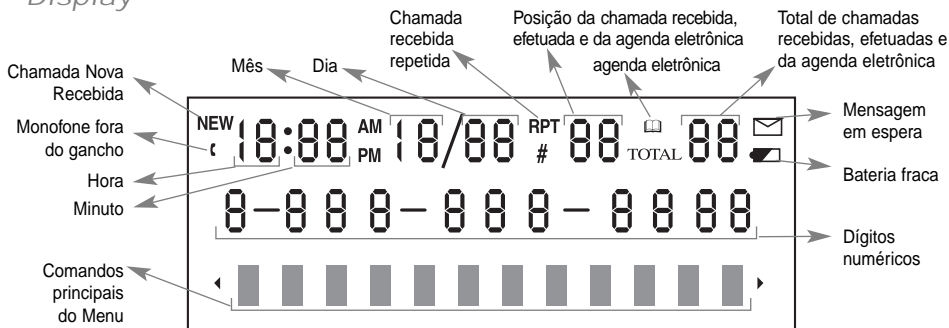 Display
Chamada
recebida
repetida
Posição da chamada recebida,
efetuada e da agenda eletrônica
agenda eletrônica
Total de chamadas
recebidas, efetuadas e
da agenda eletrônica
Chamada Nova
Recebida
Mês
Dia
Monofone fora
do gancho
Hora
Minuto
Comandos
principais
do Menu
NEW 18:88 AM PM 18/88 RPT # 88 TOTAL 88
8-888-888-8888
Mensagem
em espera
Bateria fraca
Dígitos
numéricos